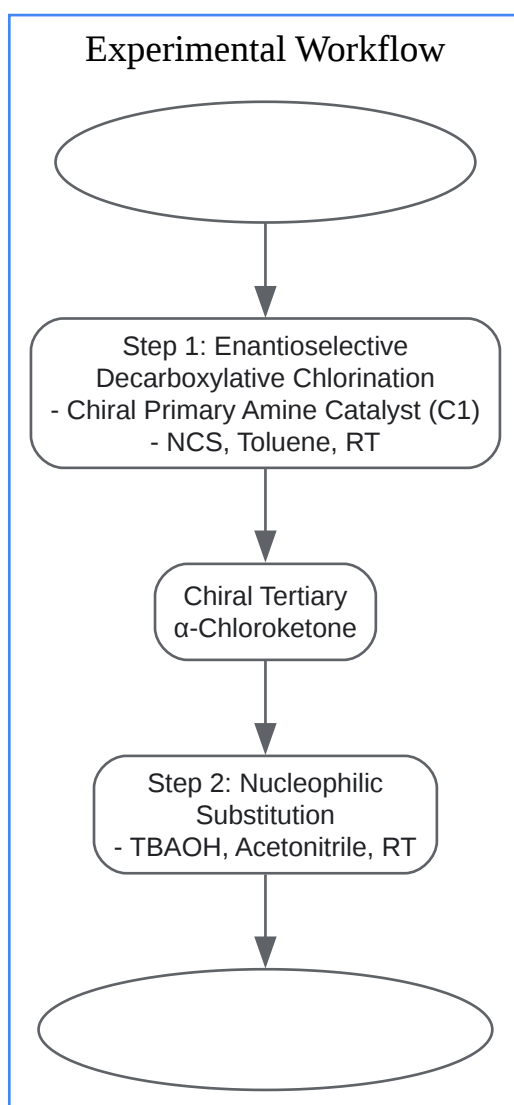 Experimental Workflow
Step 1: Enantioselective
Decarboxylative Chlorination
- Chiral Primary Amine Catalyst (C1)
- NCS, Toluene, RT
Chiral Tertiary
α-Chloroketone
Step 2: Nucleophilic
Substitution
- TBAOH, Acetonitrile, RT